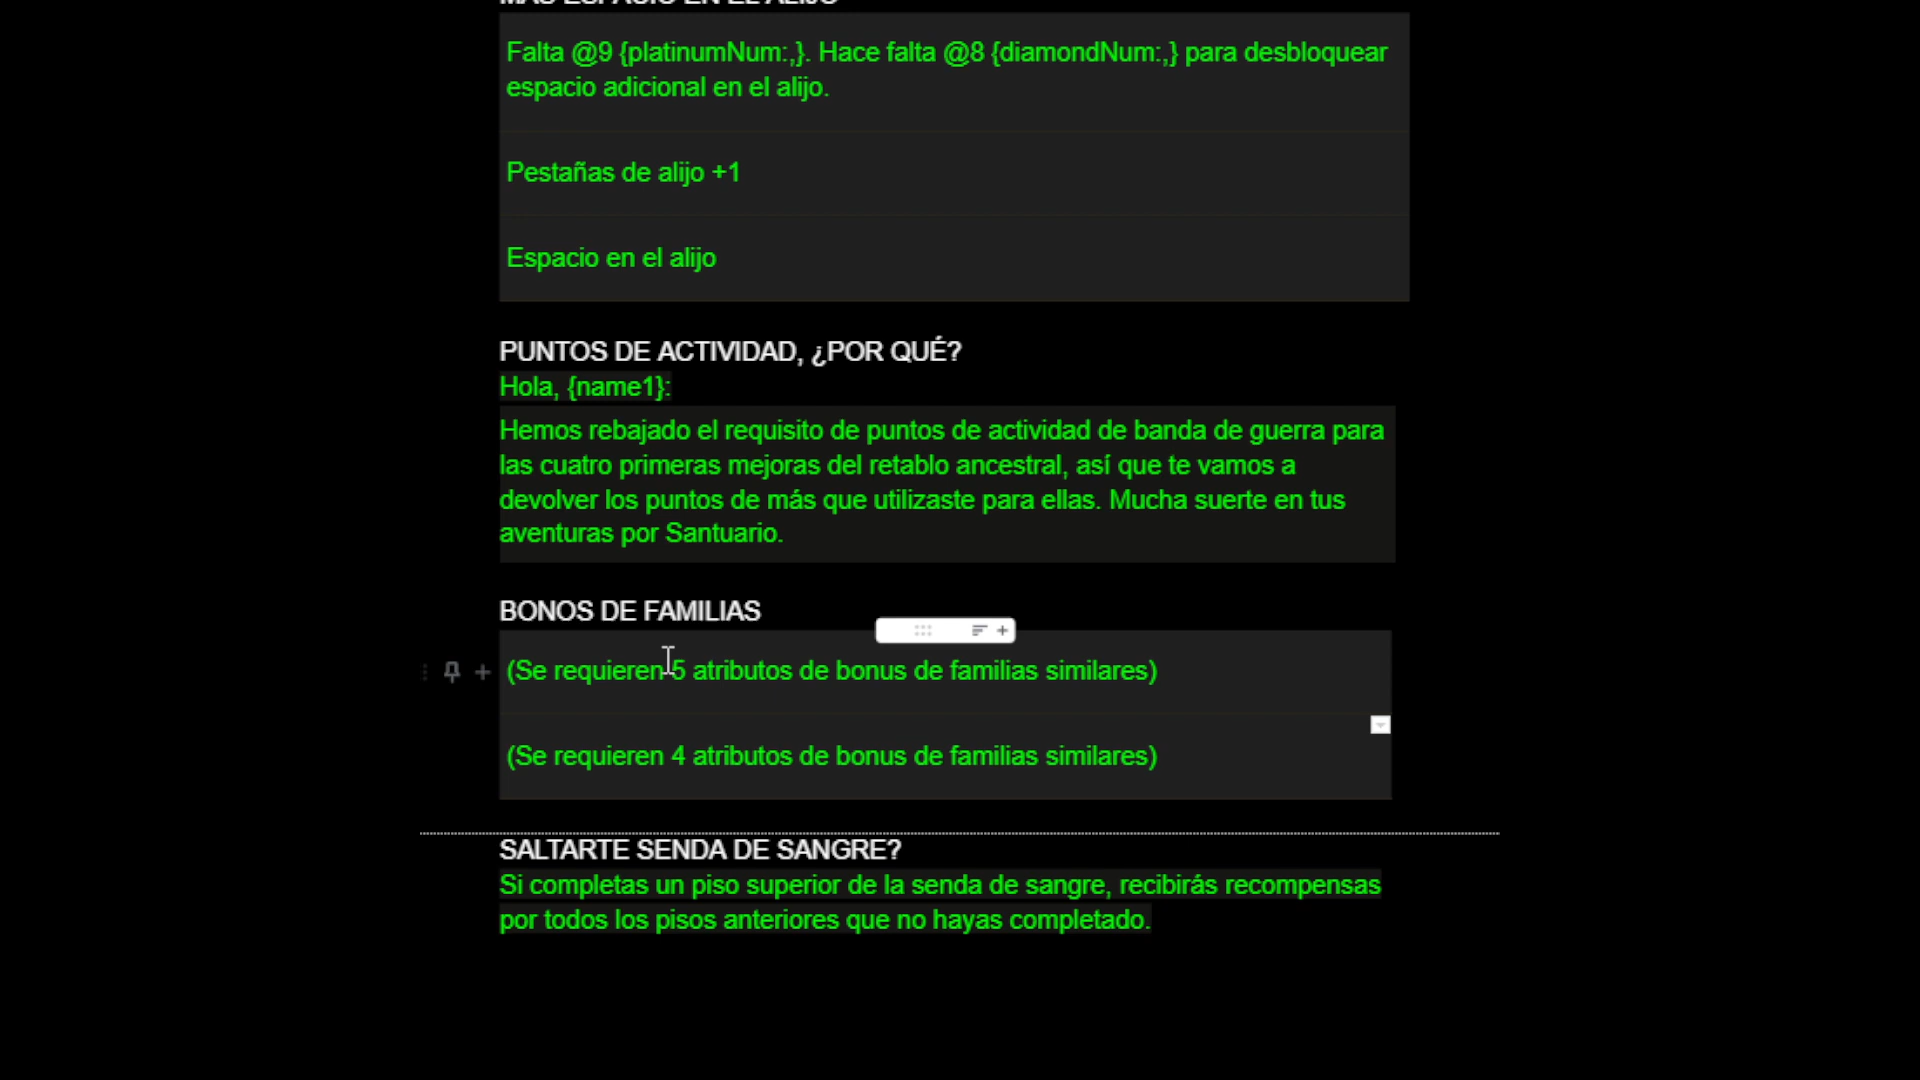 MÁS ESPACIO EN EL ALIJO
Falta @9 {platinumNum:,}. Hace falta @8 {diamondNum:,} para desbloquear
espacio adicional en el alijo.
Pestañas de alijo +1
Espacio en el alijo
PUNTOS DE ACTIVIDAD, ¿POR QUÉ?
Hola, {name1}:
Hemos rebajado el requisito de puntos de actividad de banda de guerra para
las cuatro primeras mejoras del retablo ancestral, así que te vamos a
devolver los puntos de más que utilizaste para ellas. Mucha suerte en tus
aventuras por Santuario.
BONOS DE FAMILIAS
(Se requieren 5 atributos de bonus de familias similares)
(Se requieren 4 atributos de bonus de familias similares)
SALTARTE SENDA DE SANGRE?
Si completas un piso superior de la senda de sangre, recibirás recompensas
por todos los pisos anteriores que no hayas completado.